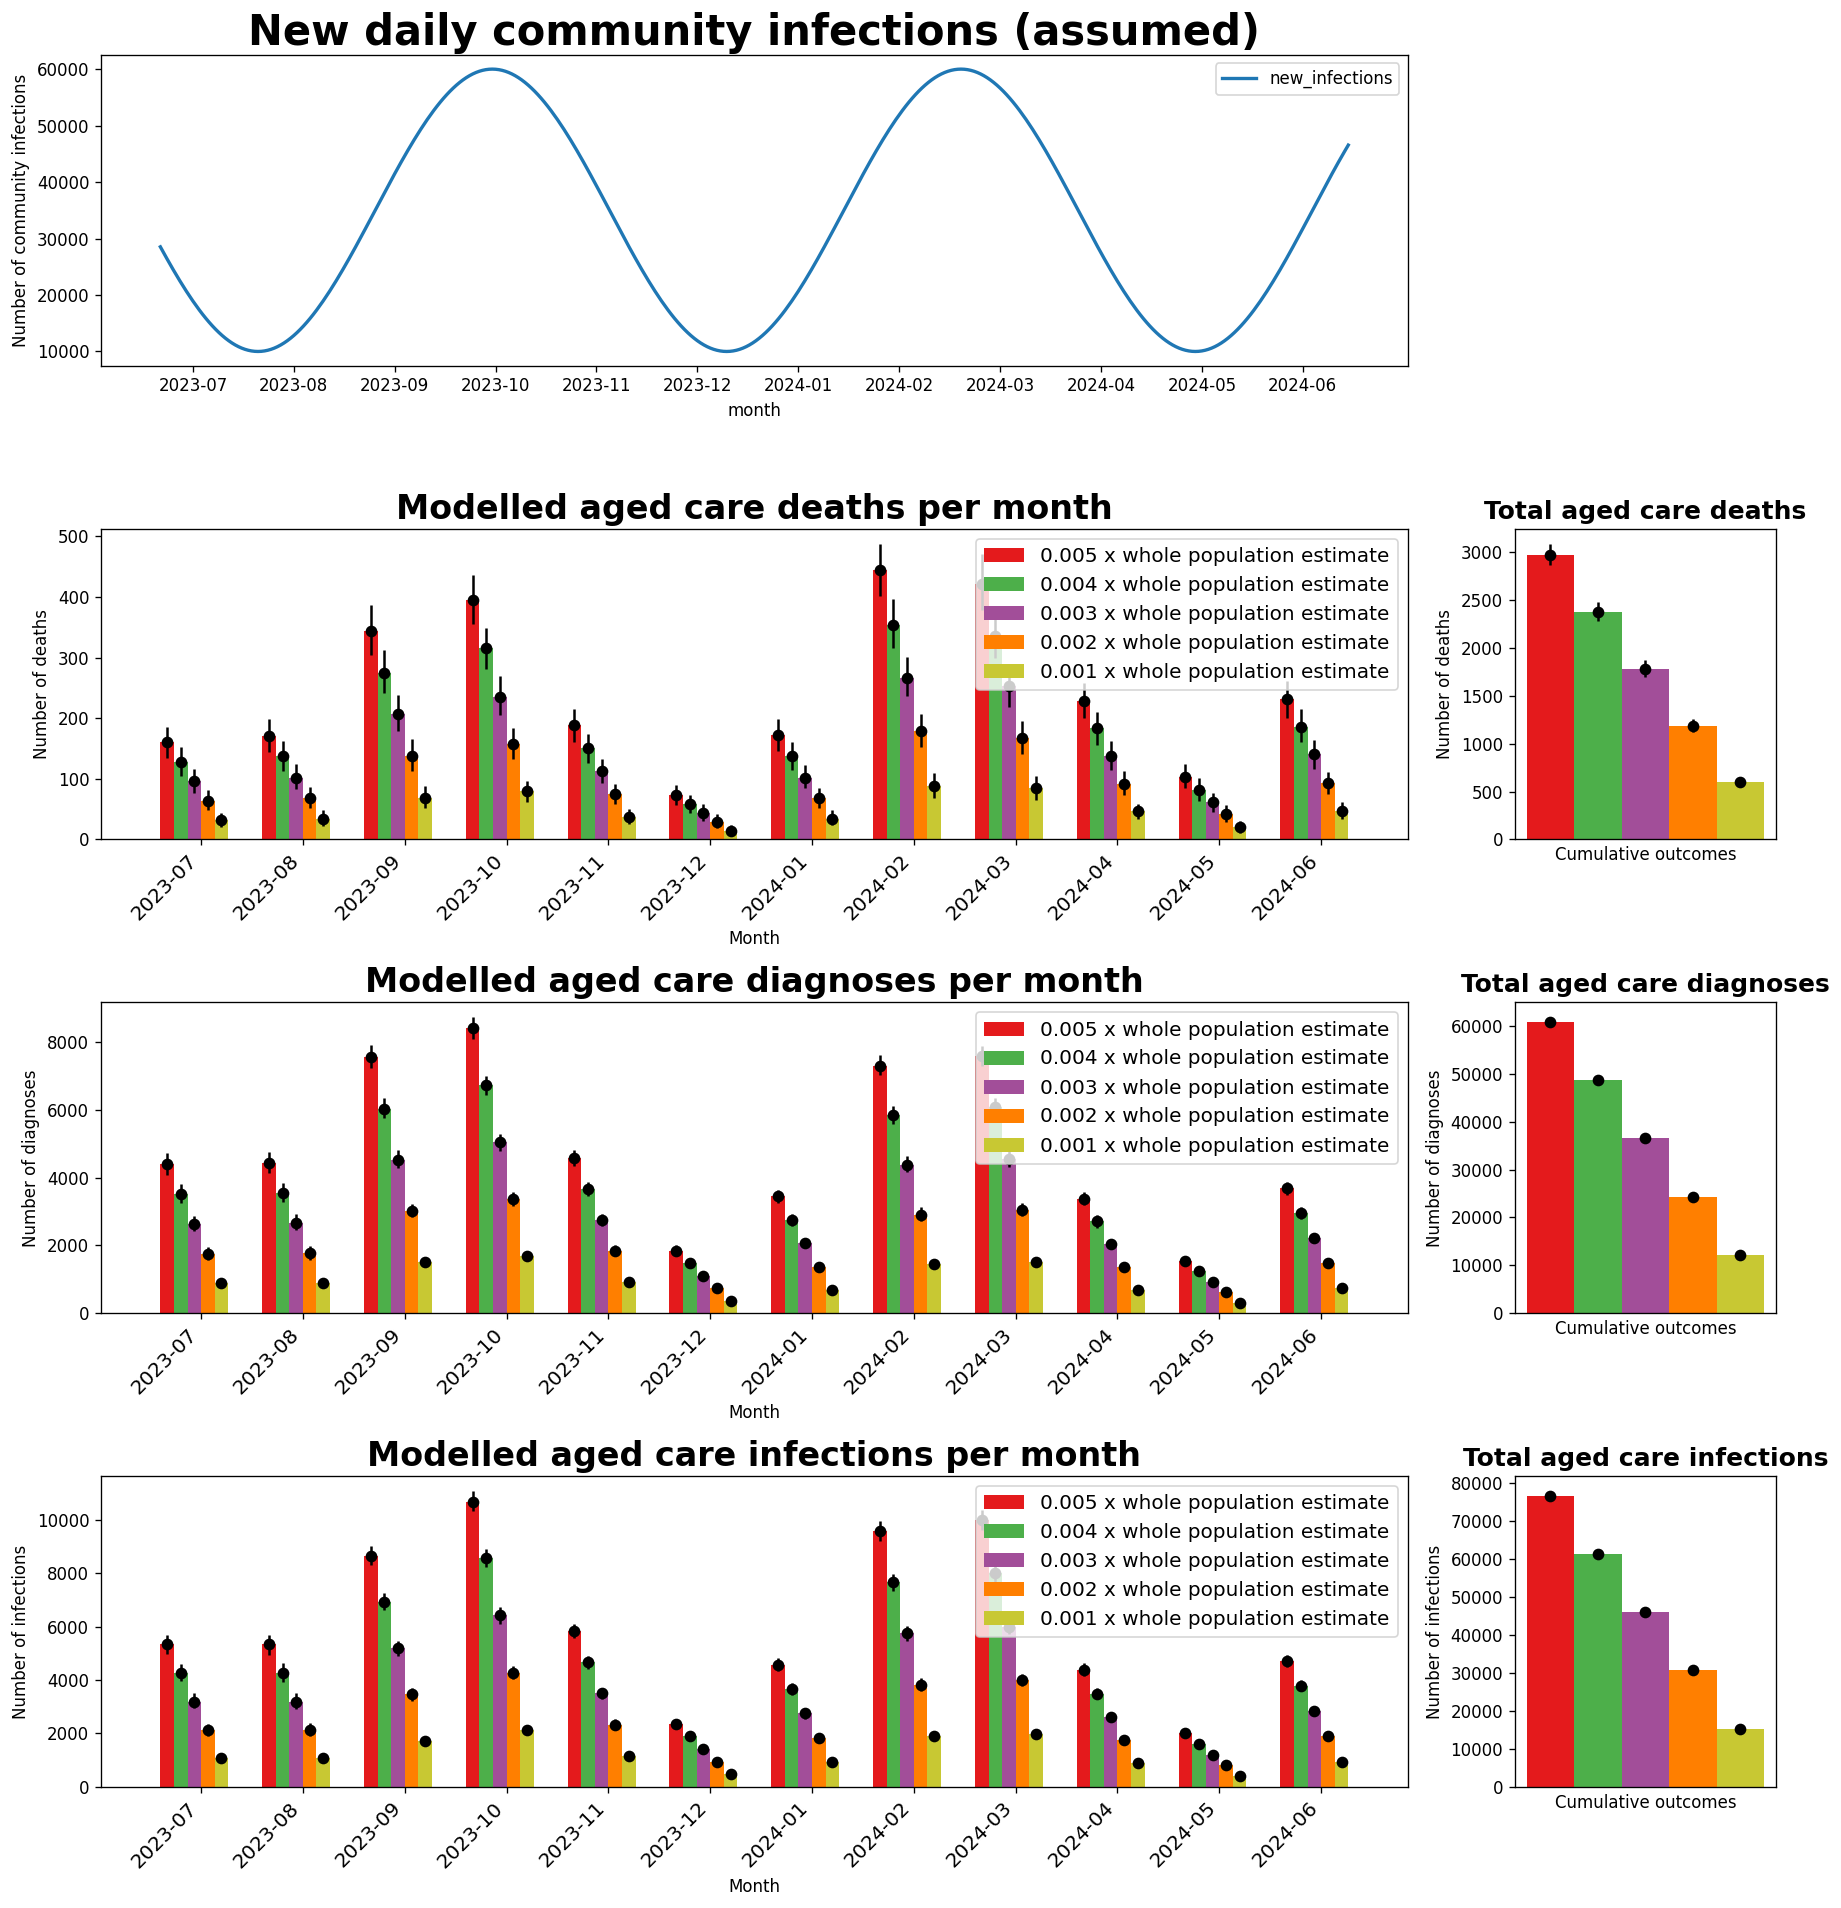 New daily community infections (assumed)
Number of community infections
60000
50000
40000
30000
20000
10000
new_infections
2023-07 2023-08 2023-09 2023-10 2023-11 2023-12 2024-01 2024-02 2024-03 2024-04 2024-05 2024-06
month
Modelled aged care deaths per month
Number of deaths
500
400
300
200
100
0
0.005 x whole population estimate
0.004 x whole population estimate
0.003 x whole population estimate
0.002 x whole population estimate
0.001 x whole population estimate
2023-07 2023-08 2023-09 2023-10 2023-11 2023-12 2024-01 2024-02 2024-03 2024-04 2024-05 2024-06
Month
Total aged care deaths
Number of deaths
3000
2500
2000
1500
1000
500
0
Cumulative outcomes
Modelled aged care diagnoses per month
Number of diagnoses
8000
6000
4000
2000
0
0.005 x whole population estimate
0.004 x whole population estimate
0.003 x whole population estimate
0.002 x whole population estimate
0.001 x whole population estimate
2023-07 2023-08 2023-09 2023-10 2023-11 2023-12 2024-01 2024-02 2024-03 2024-04 2024-05 2024-06
Month
Total aged care diagnoses
Number of diagnoses
60000
50000
40000
30000
20000
10000
0
Cumulative outcomes
Modelled aged care infections per month
Number of infections
10000
8000
6000
4000
2000
0
0.005 x whole population estimate
0.004 x whole population estimate
0.003 x whole population estimate
0.002 x whole population estimate
0.001 x whole population estimate
2023-07 2023-08 2023-09 2023-10 2023-11 2023-12 2024-01 2024-02 2024-03 2024-04 2024-05 2024-06
Month
Total aged care infections
Number of infections
80000
70000
60000
50000
40000
30000
20000
10000
0
Cumulative outcomes